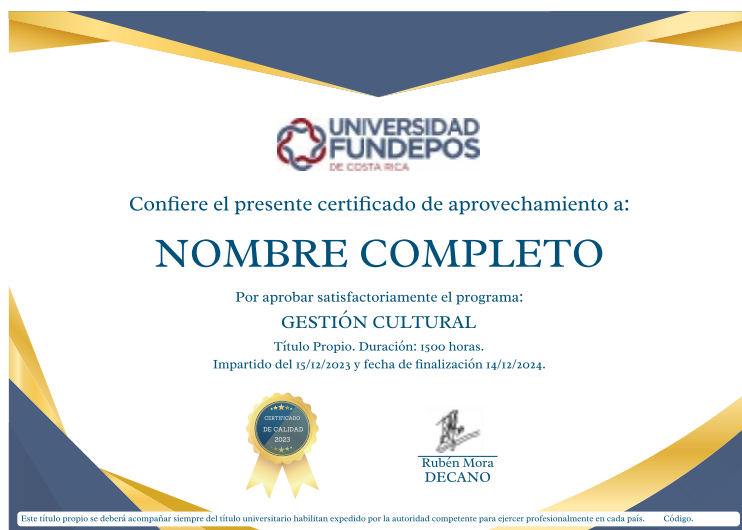 UNIVERSIDAD
FUNDEPOS
DE COSTA RICA
Confiere el presente certificado de aprovechamiento a:
NOMBRE COMPLETO
Por aprobar satisfactoriamente el programa:
GESTIÓN CULTURAL
Título Propio. Duración: 1500 horas.
Impartido del 15/12/2023 y fecha de finalización 14/12/2024.
CERTIFICADO
DE CALIDAD
2023
Rubén Mora
DECANO
Este título propio se deberá acompañar siempre del título universitario habilitan expedido por la autoridad competente para ejercer profesionalmente en cada país. Código.